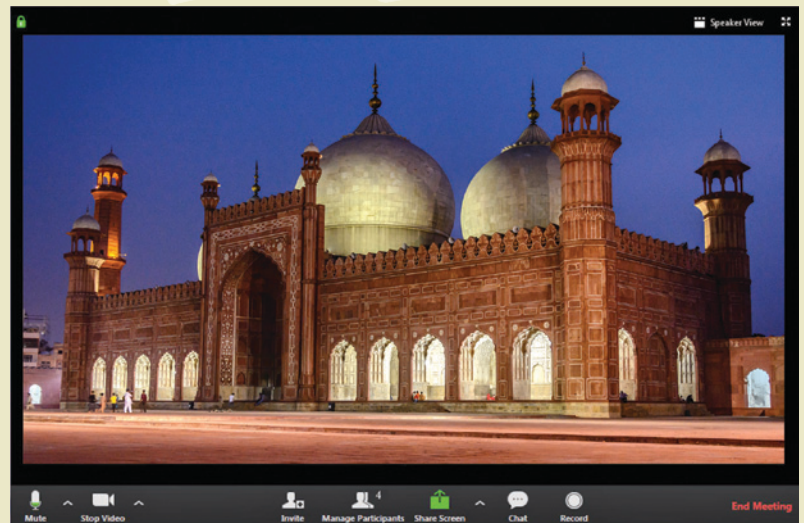 Speaker View
4
Mute Stop Video Invite Manage Participants Share Screen Chat Record End Meeting